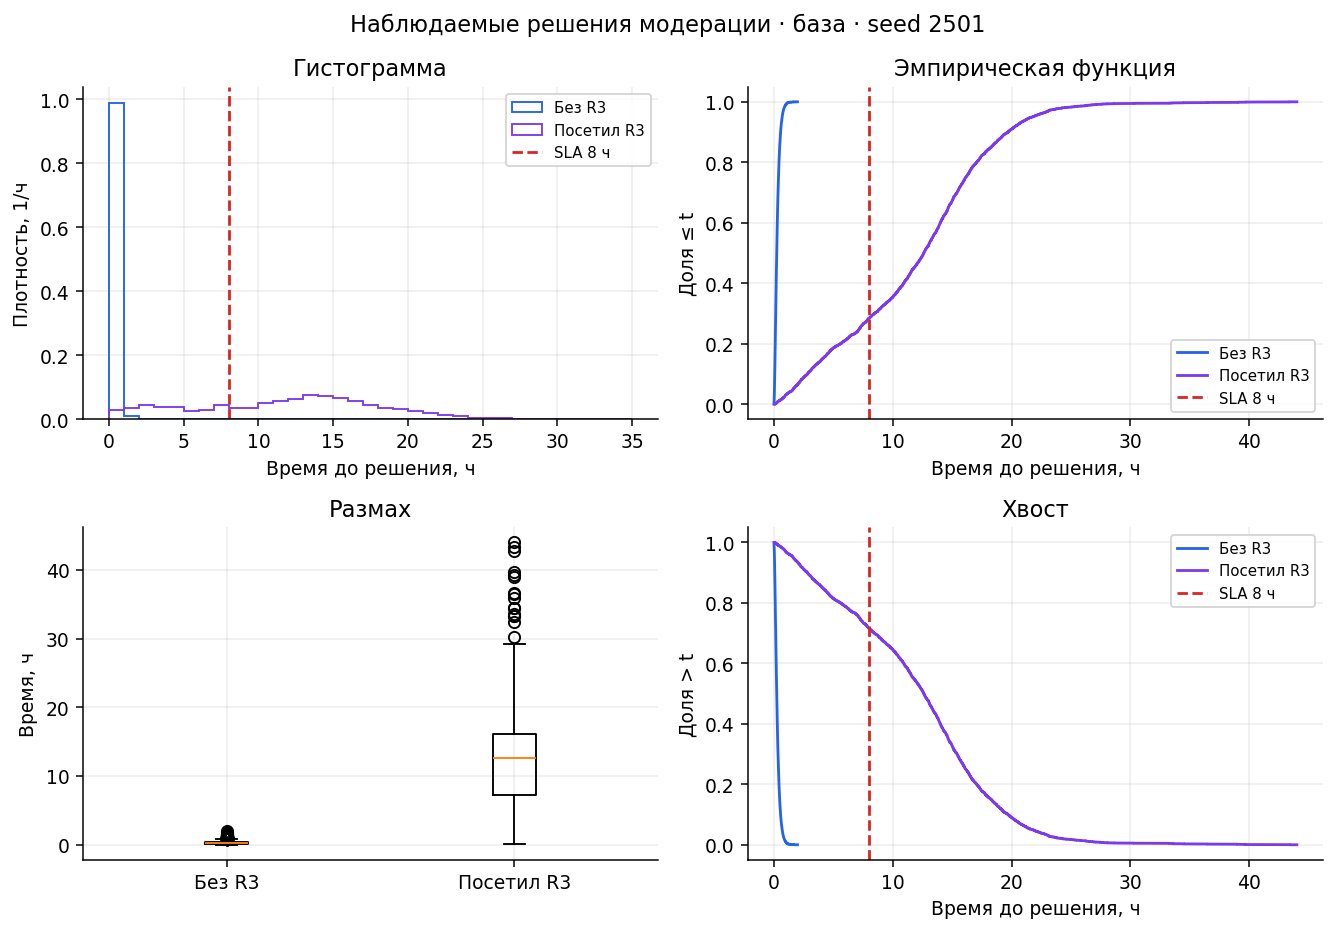 Наблюдаемые решения модерации · база · seed 2501
Гистограмма
Плотность, 1/ч
1.0
0.8
0.6
0.4
0.2
0.0
0 5 10 15 20 25 30 35
Время до решения, ч
Без R3
Посетил R3
SLA 8 ч
Эмпирическая функция
Доля ≤ t
1.0
0.8
0.6
0.4
0.2
0.0
0 10 20 30 40
Время до решения, ч
Без R3
Посетил R3
SLA 8 ч
Размах
Время, ч
40
30
20
10
0
Без R3 Посетил R3
Хвост
Доля > t
1.0
0.8
0.6
0.4
0.2
0.0
0 10 20 30 40
Время до решения, ч
Без R3
Посетил R3
SLA 8 ч